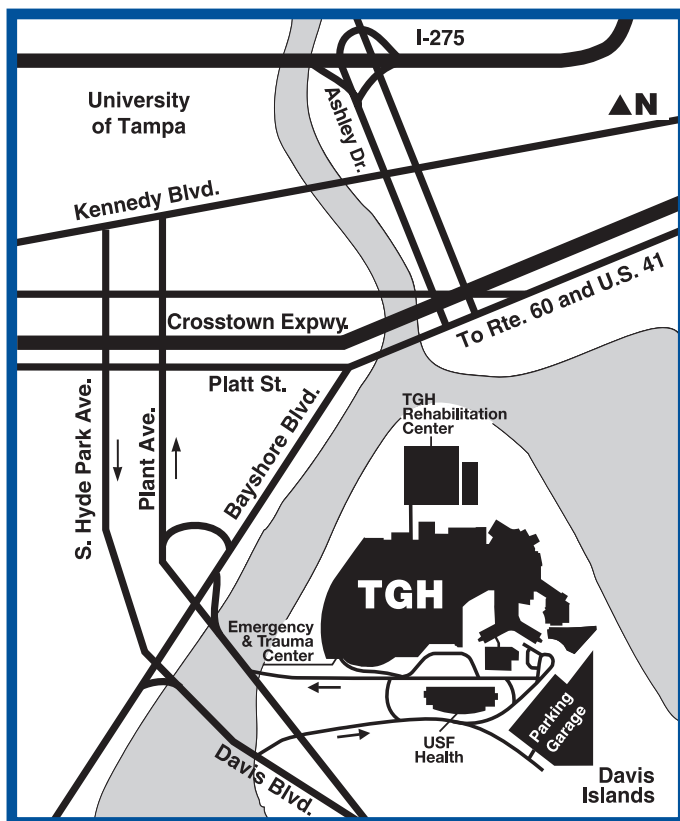 I-275
University
of Tampa
Ashley Dr.
▲N
Kennedy Blvd.
Crosstown Expwy.
To Rte. 60 and U.S. 41
Platt St.
S. Hyde Park Ave.
Plant Ave.
Bayshore Blvd.
TGH
Rehabilitation
Center
TGH
Emergency
& Trauma
Center
USF
Health
Parking
Garage
Davis Blvd.
Davis
Islands